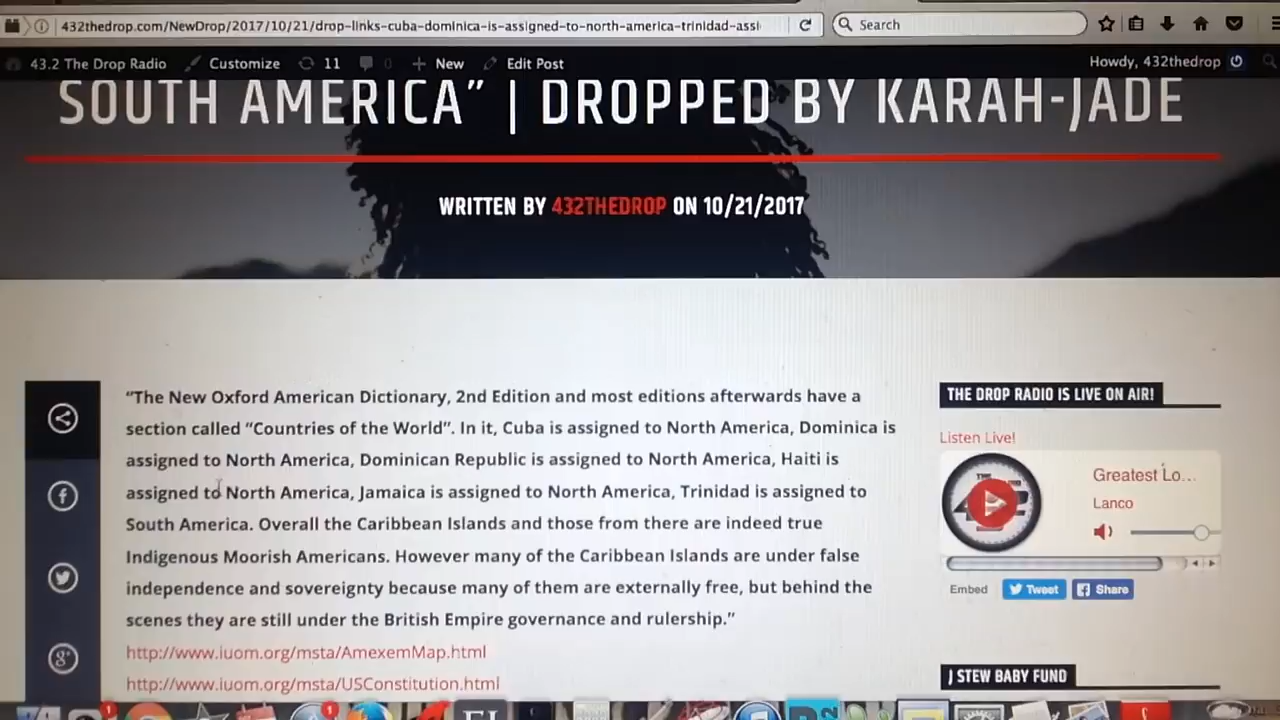 432thedrop.com/NewDrop/2017/10/21/drop-links-cuba-dominica-is-assigned-to-north-america-trinidad-assi
Search
43.2 The Drop Radio
Customize
11
0
New
Edit Post
Howdy, 432thedrop
SOUTH AMERICA” | DROPPED BY KARAH-JADE
WRITTEN BY 432THEDROP ON 10/21/2017
“The New Oxford American Dictionary, 2nd Edition and most editions afterwards have a
section called “Countries of the World”. In it, Cuba is assigned to North America, Dominica is
assigned to North America, Dominican Republic is assigned to North America, Haiti is
assigned to North America, Jamaica is assigned to North America, Trinidad is assigned to
South America. Overall the Caribbean Islands and those from there are indeed true
Indigenous Moorish Americans. However many of the Caribbean Islands are under false
independence and sovereignty because many of them are externally free, but behind the
scenes they are still under the British Empire governance and rulership.”
http://www.iuom.org/msta/AmexemMap.html
http://www.iuom.org/msta/USConstitution.html
THE DROP RADIO IS LIVE ON AIR!
Listen Live!
Greatest Lo...
Lanco
Embed
Tweet
Share
J STEW BABY FUND